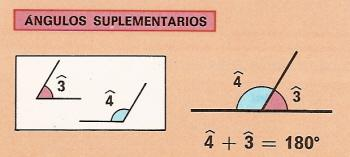 ÁNGULOS SUPLEMENTARIOS
3̂
4̂
4̂
3̂
4̂ + 3̂ = 180°